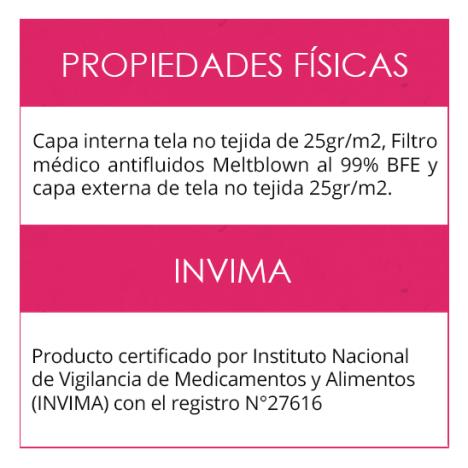 PROPIEDADES FÍSICAS
Capa interna tela no tejida de 25gr/m2, Filtro
médico antifluidos Meltblown al 99% BFE y
capa externa de tela no tejida 25gr/m2.
INVIMA
Producto certificado por Instituto Nacional
de Vigilancia de Medicamentos y Alimentos
(INVIMA) con el registro N°27616